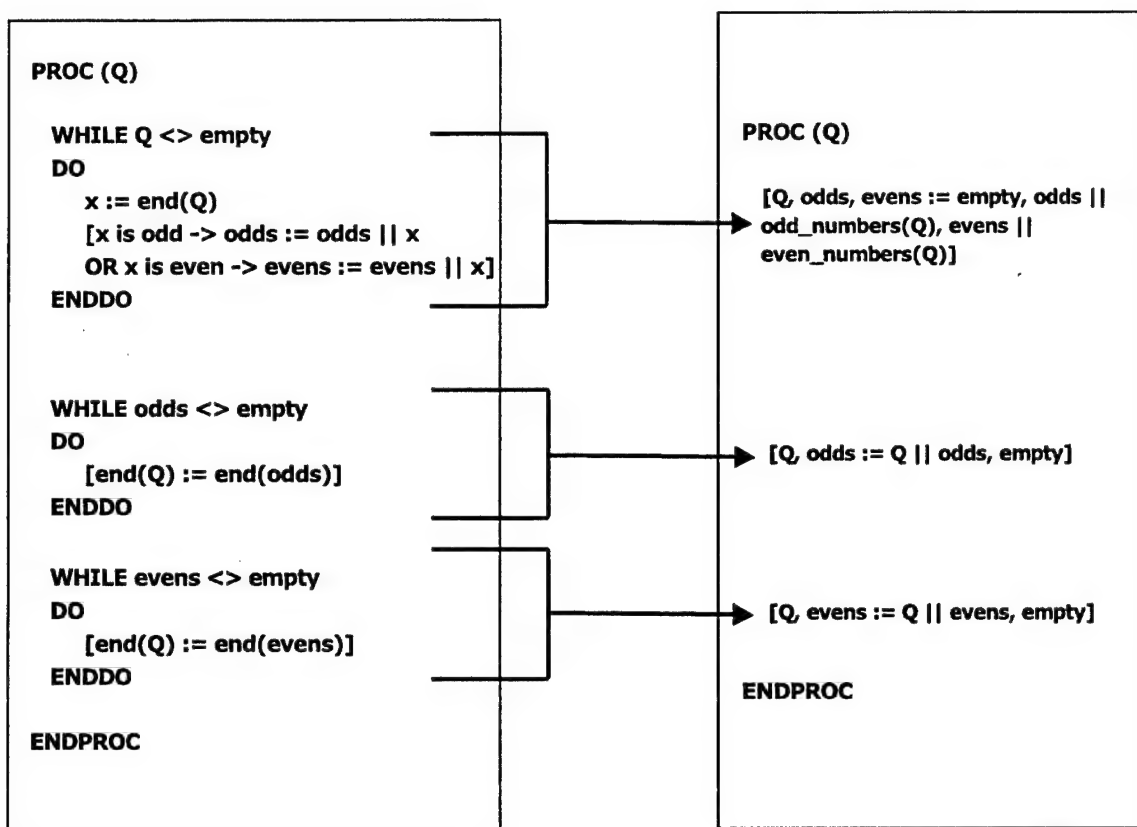 PROC (Q)
WHILE Q <> empty
DO
x := end(Q)
[x is odd -> odds := odds || x
OR x is even -> evens := evens || x]
ENDDO
WHILE odds <> empty
DO
[end(Q) := end(odds)]
ENDDO
WHILE evens <> empty
DO
[end(Q) := end(evens)]
ENDDO
ENDPROC
PROC (Q)
[Q, odds, evens := empty, odds ||
odd_numbers(Q), evens ||
even_numbers(Q)]
[Q, odds := Q || odds, empty]
[Q, evens := Q || evens, empty]
ENDPROC